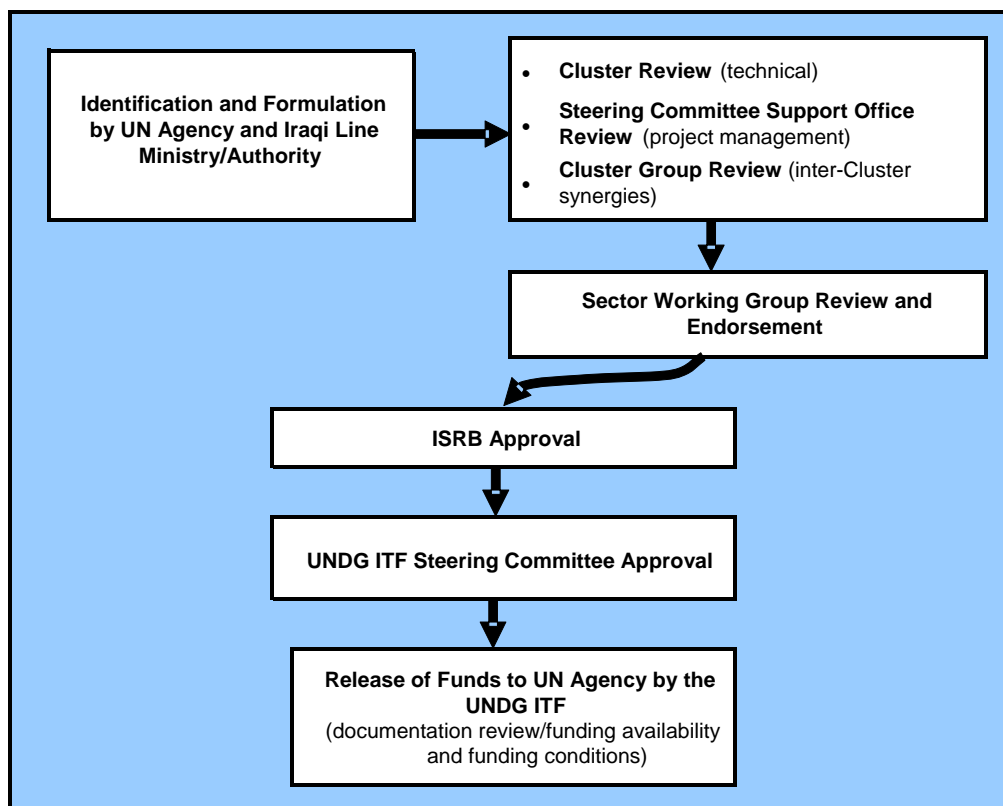 Identification and Formulation
by UN Agency and Iraqi Line
Ministry/Authority
• Cluster Review (technical)
• Steering Committee Support Office
Review (project management)
• Cluster Group Review (inter-Cluster
synergies)
Sector Working Group Review and
Endorsement
ISRB Approval
UNDG ITF Steering Committee Approval
Release of Funds to UN Agency by the
UNDG ITF
(documentation review/funding availability
and funding conditions)